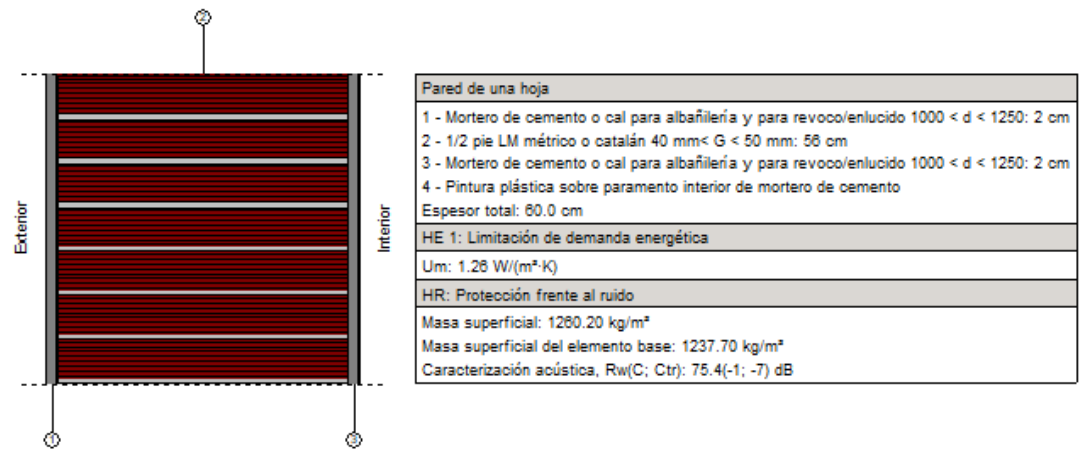 2
Exterior
Interior
1
3
Pared de una hoja
1 - Mortero de cemento o cal para albañilería y para revoco/enlucido 1000 < d < 1250: 2 cm
2 - 1/2 pie LM métrico o catalán 40 mm< G < 50 mm: 56 cm
3 - Mortero de cemento o cal para albañilería y para revoco/enlucido 1000 < d < 1250: 2 cm
4 - Pintura plástica sobre paramento interior de mortero de cemento
Espesor total: 60.0 cm
HE 1: Limitación de demanda energética
Um: 1.26 W/(m²·K)
HR: Protección frente al ruido
Masa superficial: 1260.20 kg/m²
Masa superficial del elemento base: 1237.70 kg/m²
Caracterización acústica, Rw(C; Ctr): 75.4(-1; -7) dB